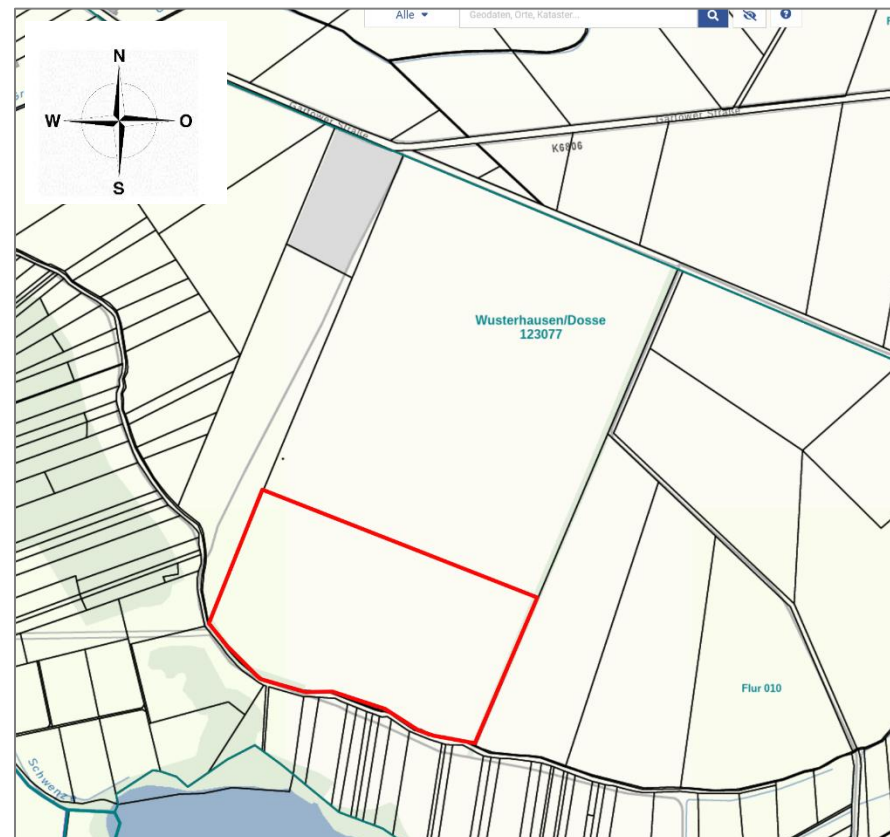 Alle
Geodaten, Orte, Kataster...
N
W
O
S
Gartower Straße
Gartower Straße
K6806
Wusterhausen/Dosse
123077
Flur 010